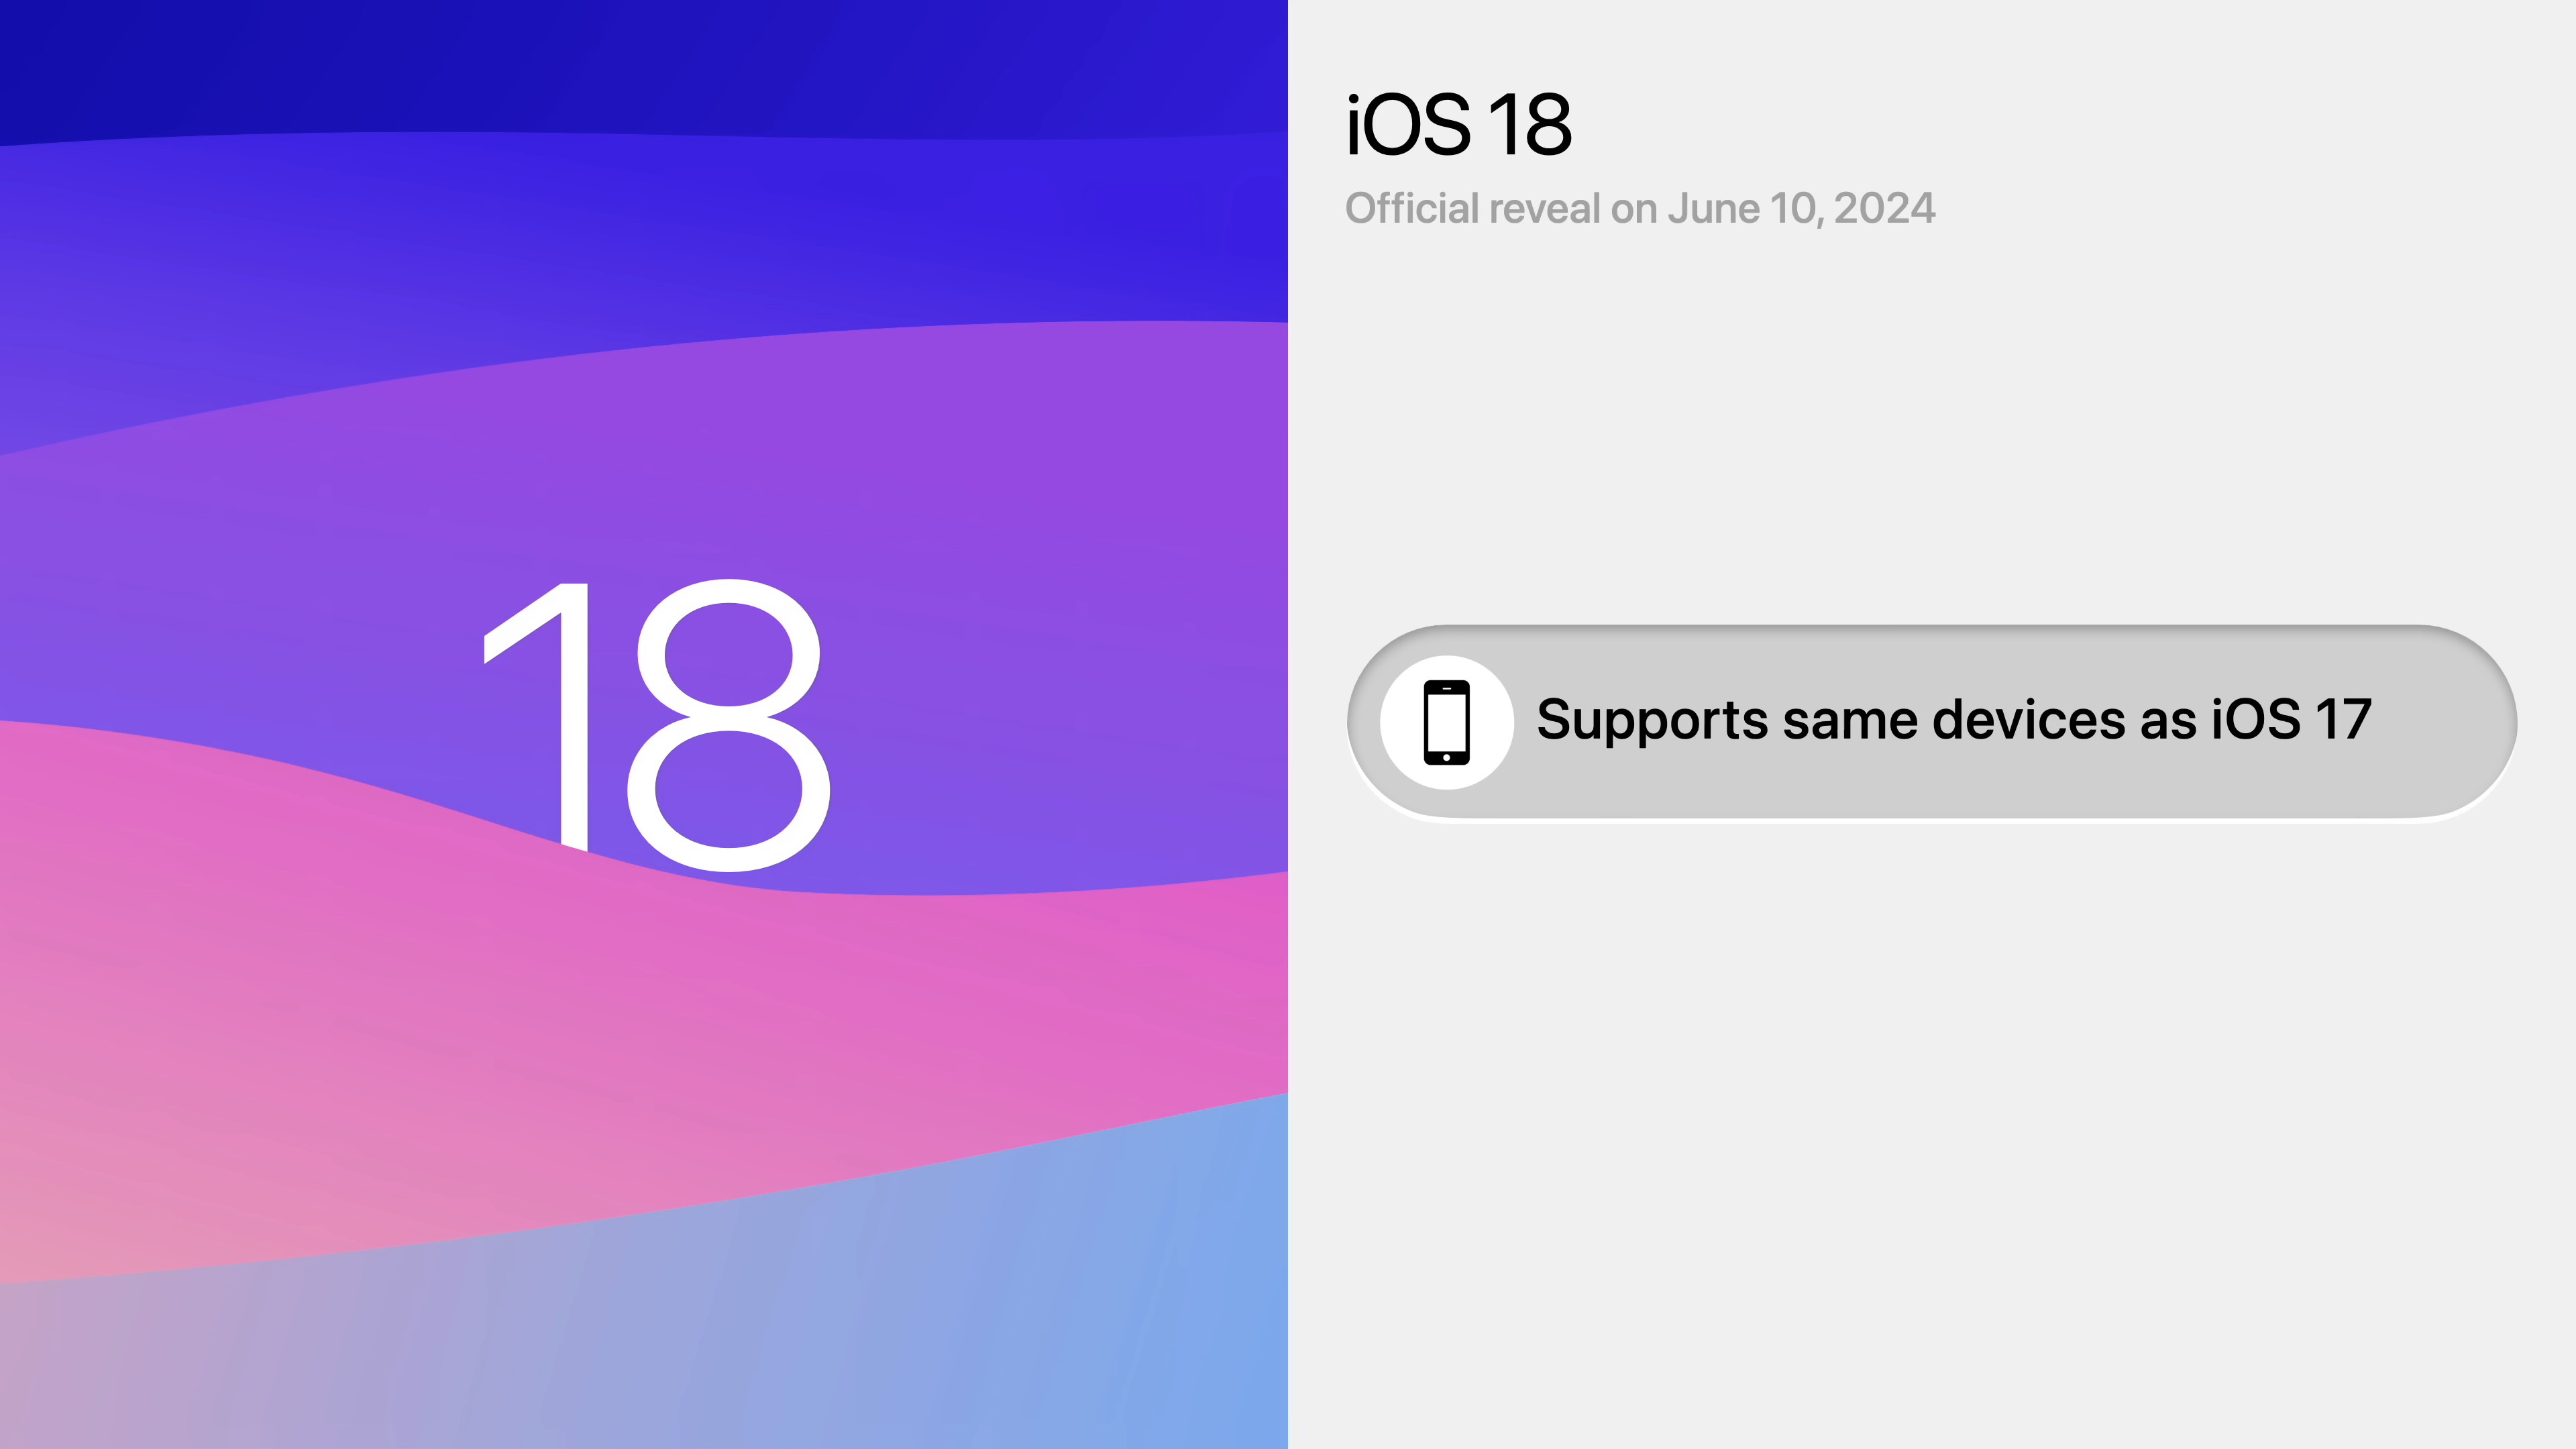 18
iOS 18
Official reveal on June 10, 2024
Supports same devices as iOS 17